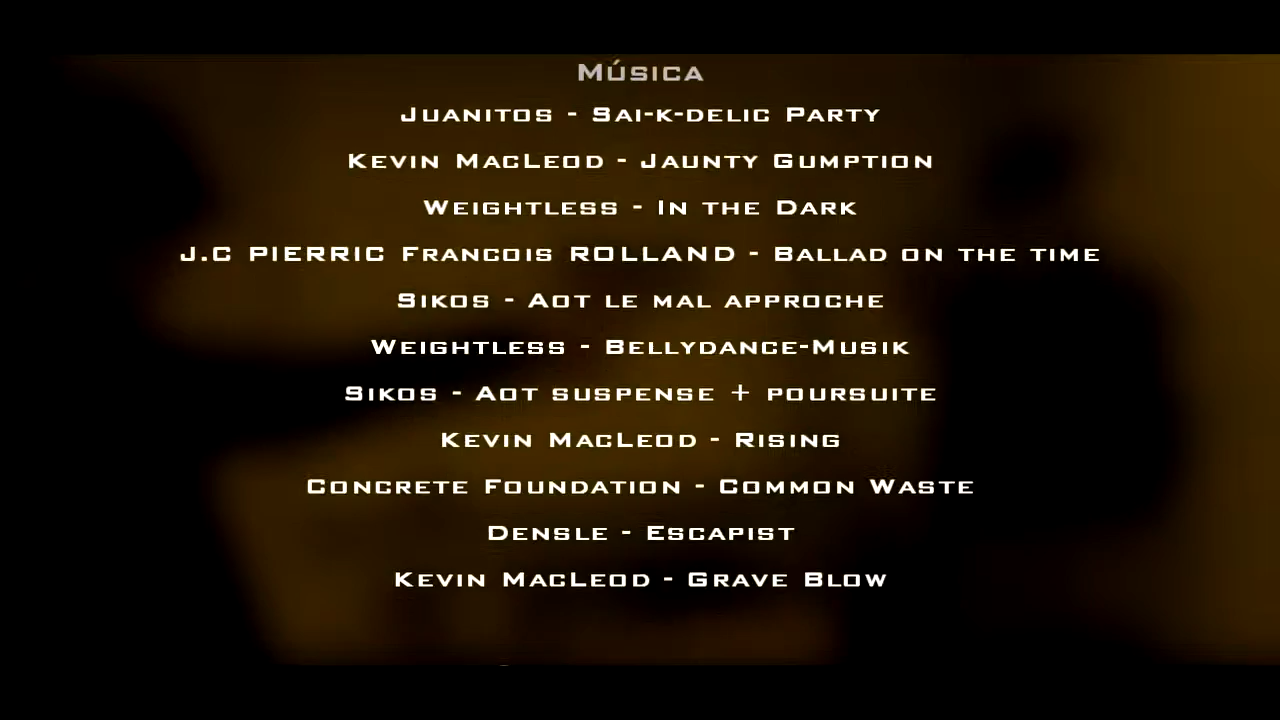 Música
Juanitos - Sai-k-delic Party
Kevin MacLeod - Jaunty Gumption
Weightless - In the Dark
J.C PIERRIC Francois ROLLAND - Ballad on the time
Sikos - Aot le mal approche
Weightless - Bellydance-Musik
Sikos - Aot suspense + poursuite
Kevin MacLeod - Rising
Concrete Foundation - Common Waste
Densle - Escapist
Kevin MacLeod - Grave Blow